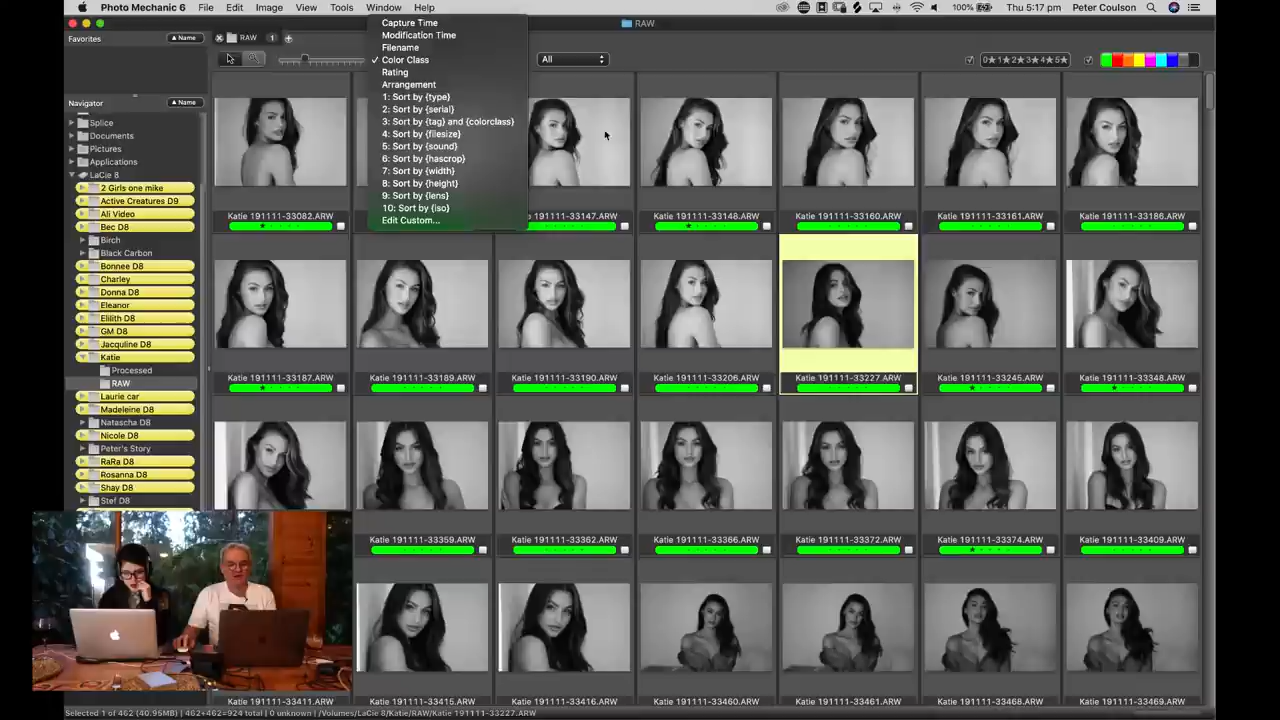 Photo Mechanic 6 File Edit Image View Tools Window Help 100% Thu 5:17 pm Peter Coulson
RAW
Favorites
Name
RAW 1
Navigator
Name
Splice
Documents
Pictures
Applications
LaCie 8
2 Girls one mike
Active Creatures D9
Ali Video
Bec D8
Birch
Black Carbon
Bonnee D8
Charley
Donna D8
Eleanor
Elilith D8
GM D8
Jacquline D8
Katie
Processed
RAW
Laurie car
Madeleine D8
Natascha D8
Nicole D8
Peter's Story
RaRa D8
Rosanna D8
Shay D8
Stef D8
Capture Time
Modification Time
Filename
✓ Color Class
Rating
Arrangement
1: Sort by {type}
2: Sort by {serial}
3: Sort by {tag} and {colorclass}
4: Sort by {filesize}
5: Sort by {sound}
6: Sort by {hascrop}
7: Sort by {width}
8: Sort by {height}
9: Sort by {lens}
10: Sort by {iso}
Edit Custom...
All
0★1★2★3★4★5★
Katie 191111-33082.ARW
191111-33147.ARW
Katie 191111-33148.ARW
Katie 191111-33160.ARW
Katie 191111-33161.ARW
Katie 191111-33186.ARW
Katie 191111-33187.ARW
Katie 191111-33189.ARW
Katie 191111-33190.ARW
Katie 191111-33206.ARW
Katie 191111-33227.ARW
Katie 191111-33245.ARW
Katie 191111-33348.ARW
Katie 191111-33359.ARW
Katie 191111-33362.ARW
Katie 191111-33366.ARW
Katie 191111-33372.ARW
Katie 191111-33374.ARW
Katie 191111-33409.ARW
Katie 191111-33411.ARW
Katie 191111-33415.ARW
Katie 191111-33416.ARW
Katie 191111-33460.ARW
Katie 191111-33461.ARW
Katie 191111-33468.ARW
Katie 191111-33469.ARW
Selected 1 of 462 (40.95MB) | 462+462=924 total | 0 unknown | /Volumes/LaCie 8/Katie/RAW/Katie 191111-33227.ARW